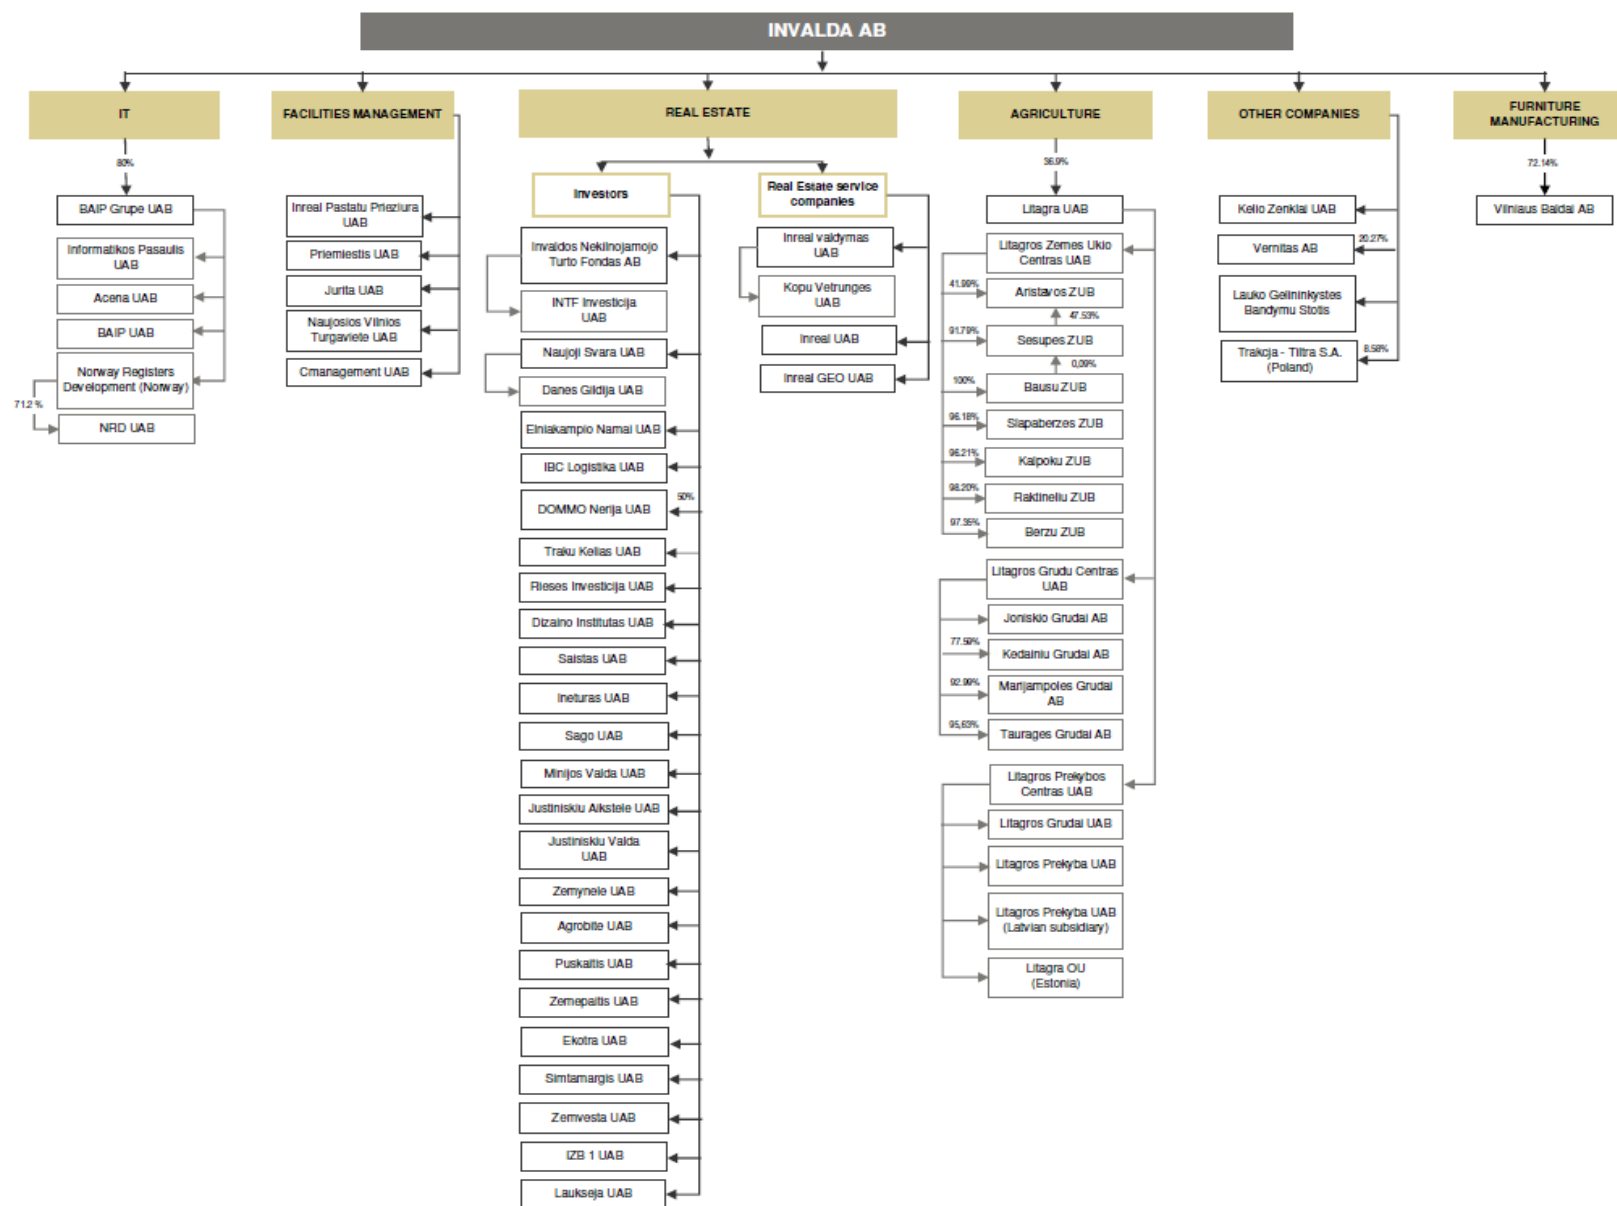 INVALDA AB
IT
FACILITIES MANAGEMENT
REAL ESTATE
AGRICULTURE
OTHER COMPANIES
FURNITURE
MANUFACTURING
80%
BAIP Grupe UAB
Informatikos Pasaulis
UAB
Acena UAB
BAIP UAB
Norway Registers
Development (Norway)
71.2 %
NRD UAB
Inreal Pastatu Prieziura
UAB
Priemiestis UAB
Jurita UAB
Naujosios Vilnios
Turgaviete UAB
Cmanagement UAB
Investors
Invaldos Nekilnojamojo
Turto Fondas AB
INTF Investicija
UAB
Naujoji Svara UAB
Danes Gildija UAB
Elniakampio Namai UAB
IBC Logistika UAB
50%
DOMMO Nerija UAB
Traku Kelias UAB
Rieses Investicija UAB
Dizaino Institutas UAB
Saistas UAB
Ineturas UAB
Sago UAB
Minijos Valda UAB
Justiniskiu Aikstele UAB
Justiniskiu Valda
UAB
Zemynele UAB
Agrobite UAB
Puskaitis UAB
Zemepaitis UAB
Ekotra UAB
Simtamargis UAB
Zemvesta UAB
IZB 1 UAB
Laukseja UAB
Real Estate service
companies
Inreal valdymas
UAB
Kopu Vetrunges
UAB
Inreal UAB
Inreal GEO UAB
36.9%
Litagra UAB
Litagros Zemes Ukio
Centras UAB
41.99%
Aristavos ZUB
47.53%
91.79%
Sesupes ZUB
0,09%
100%
Bausu ZUB
96.18%
Slapaberzes ZUB
96.21%
Kalpoku ZUB
98.20%
Raktineliu ZUB
97.35%
Berzu ZUB
Litagros Grudu Centras
UAB
Joniskio Grudai AB
77.59%
Kedainiu Grudai AB
92.99%
Marijampoles Grudai
AB
95,63%
Taurages Grudai AB
Litagros Prekybos
Centras UAB
Litagros Grudai UAB
Litagros Prekyba UAB
Litagros Prekyba UAB
(Latvian subsidiary)
Litagra OU
(Estonia)
Kelio Zenklai UAB
20.27%
Vernitas AB
Lauko Gelininkystes
Bandymu Stotis
8.58%
Trakcja - Tiltra S.A.
(Poland)
72.14%
Vilniaus Baldai AB